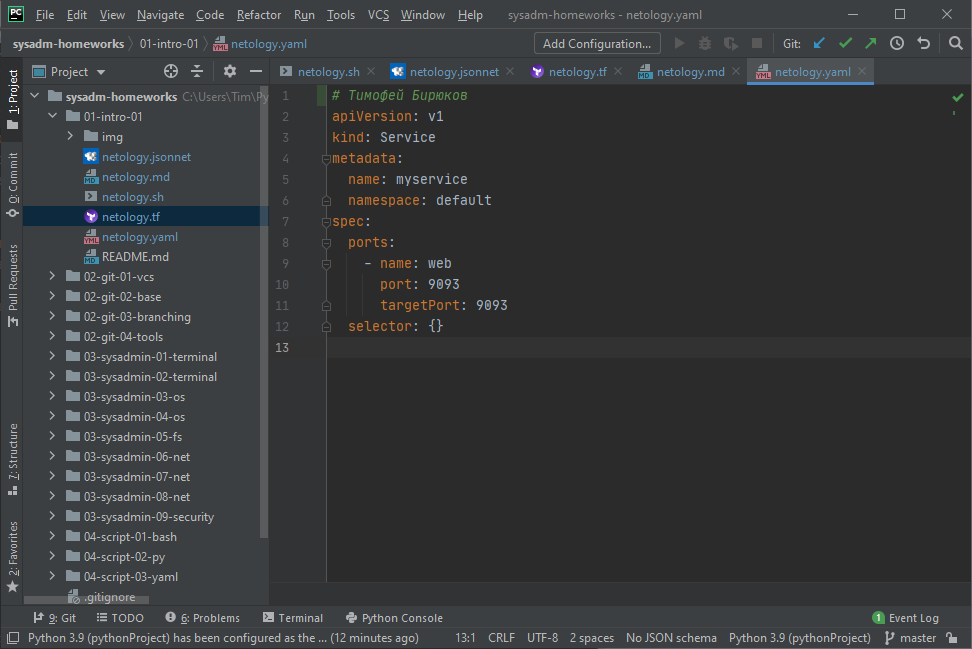 PC File Edit View Navigate Code Refactor Run Tools VCS Window Help sysadm-homeworks - netology.yaml
sysadm-homeworks 01-intro-01 netology.yaml Add Configuration... Git:
Project netology.sh netology.jsonnet netology.tf netology.md netology.yaml
1: Project
0: Commit
Pull Requests
7: Structure
2: Favorites
sysadm-homeworks C:\Users\Tim\Py
01-intro-01
img
netology.jsonnet
netology.md
netology.sh
netology.tf
netology.yaml
README.md
02-git-01-vcs
02-git-02-base
02-git-03-branching
02-git-04-tools
03-sysadmin-01-terminal
03-sysadmin-02-terminal
03-sysadmin-03-os
03-sysadmin-04-os
03-sysadmin-05-fs
03-sysadmin-06-net
03-sysadmin-07-net
03-sysadmin-08-net
03-sysadmin-09-security
04-script-01-bash
04-script-02-py
04-script-03-yaml
.gitignore
1 # Тимофей Бирюков
2 apiVersion: v1
3 kind: Service
4 metadata:
5 name: myservice
6 namespace: default
7 spec:
8 ports:
9 - name: web
10 port: 9093
11 targetPort: 9093
12 selector: {}
13
9: Git TODO 6: Problems Terminal Python Console 1 Event Log
Python 3.9 (pythonProject) has been configured as the ... (12 minutes ago) 13:1 CRLF UTF-8 2 spaces No JSON schema Python 3.9 (pythonProject) master